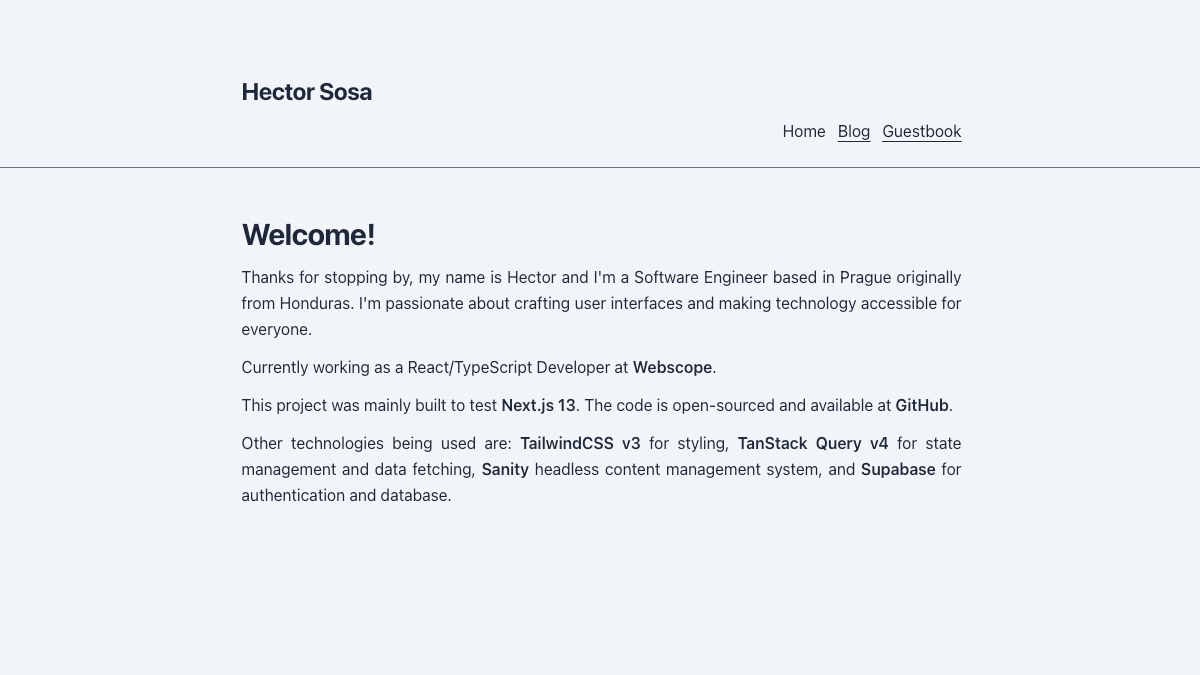 Hector Sosa
Home Blog Guestbook
Welcome!
Thanks for stopping by, my name is Hector and I'm a Software Engineer based in Prague originally
from Honduras. I'm passionate about crafting user interfaces and making technology accessible for
everyone.
Currently working as a React/TypeScript Developer at Webscope.
This project was mainly built to test Next.js 13. The code is open-sourced and available at GitHub.
Other technologies being used are: TailwindCSS v3 for styling, TanStack Query v4 for state
management and data fetching, Sanity headless content management system, and Supabase for
authentication and database.